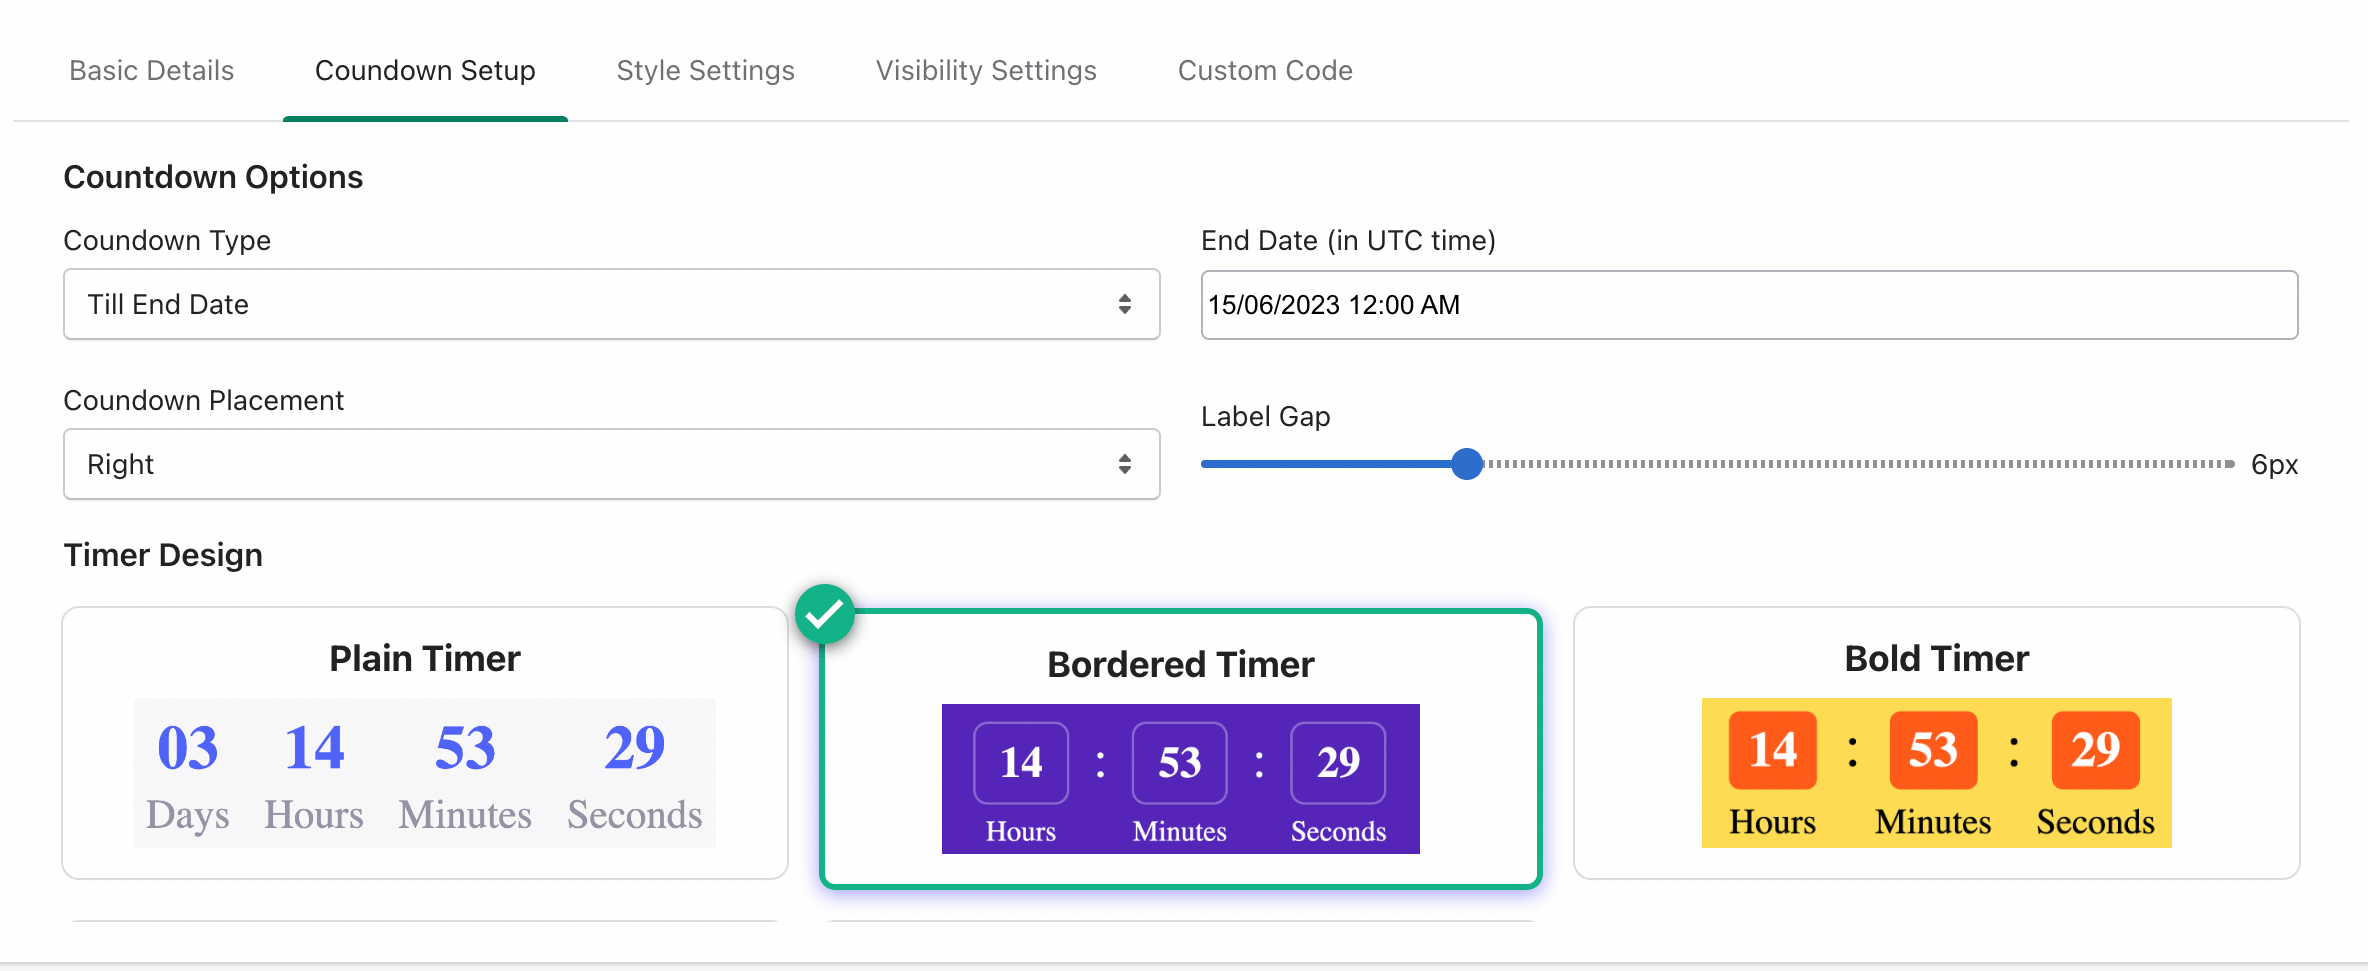 Basic Details Coundown Setup Style Settings Visibility Settings Custom Code
Countdown Options
Coundown Type
Till End Date
End Date (in UTC time)
15/06/2023 12:00 AM
Coundown Placement
Right
Label Gap
6px
Timer Design
Plain Timer
03 14 53 29
Days Hours Minutes Seconds
Bordered Timer
14 : 53 : 29
Hours Minutes Seconds
Bold Timer
14 : 53 : 29
Hours Minutes Seconds